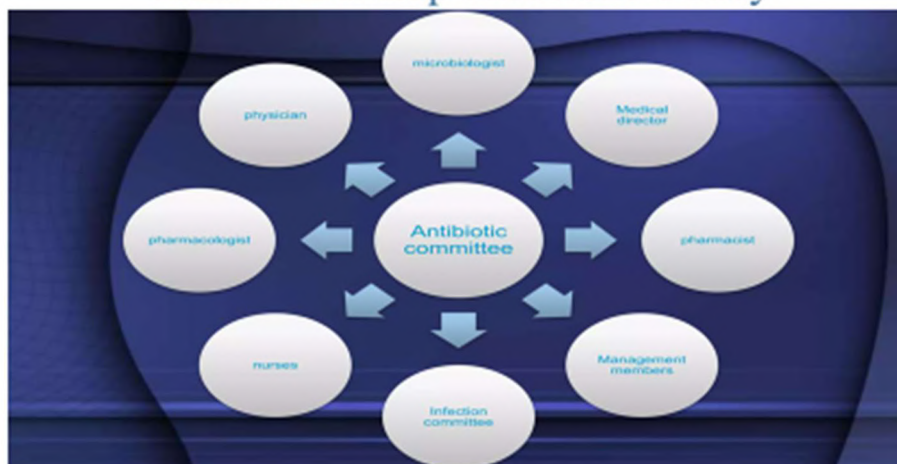 microbiologist
physician
Medical
director
pharmacologist
Antibiotic
committee
pharmacist
nurses
Management
members
Infection
committee